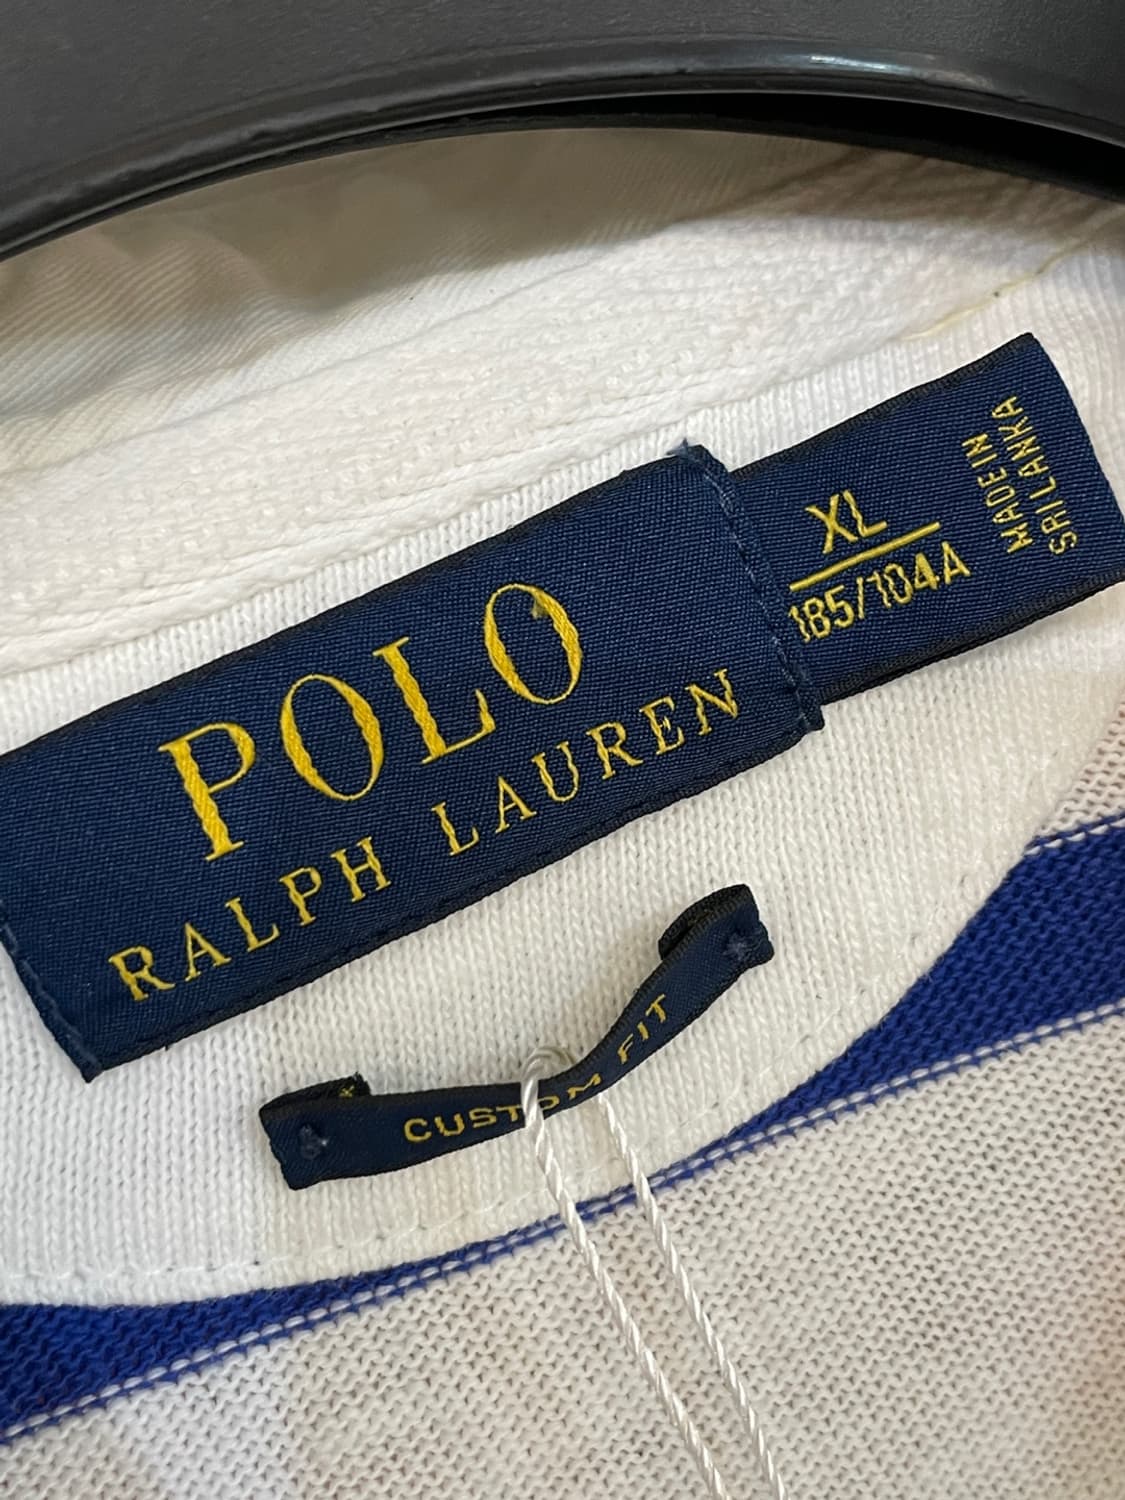 POLO
RALPH LAUREN
XL
185/104A
MADE IN
SRI LANKA
CUSTOM FIT